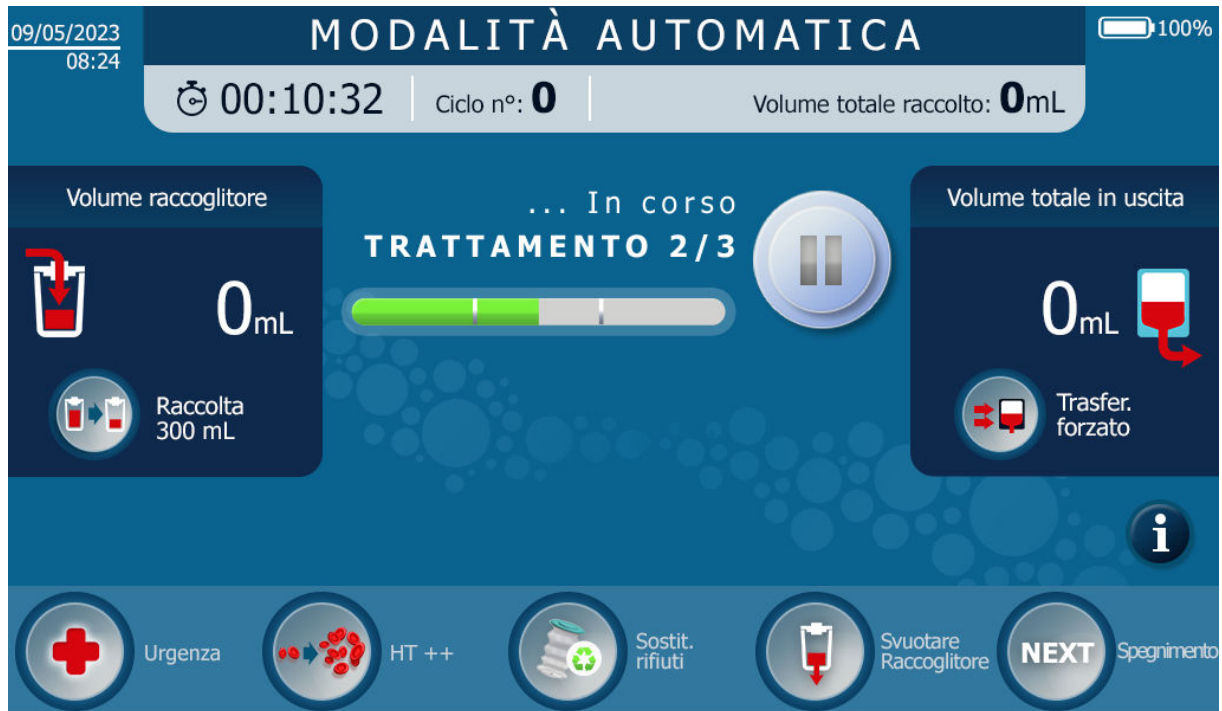 09/05/2023
08:24
MODALITÀ AUTOMATICA
100%
00:10:32
Ciclo n°: 0
Volume totale raccolto: 0mL
Volume raccoglitore
0mL
Raccolta
300 mL
... In corso
TRATTAMENTO 2/3
Volume totale in uscita
0mL
Trasfer.
forzato
i
Urgenza
HT ++
Sostit.
rifiuti
Svuotare
Raccoglitore
NEXT
Spegnimento